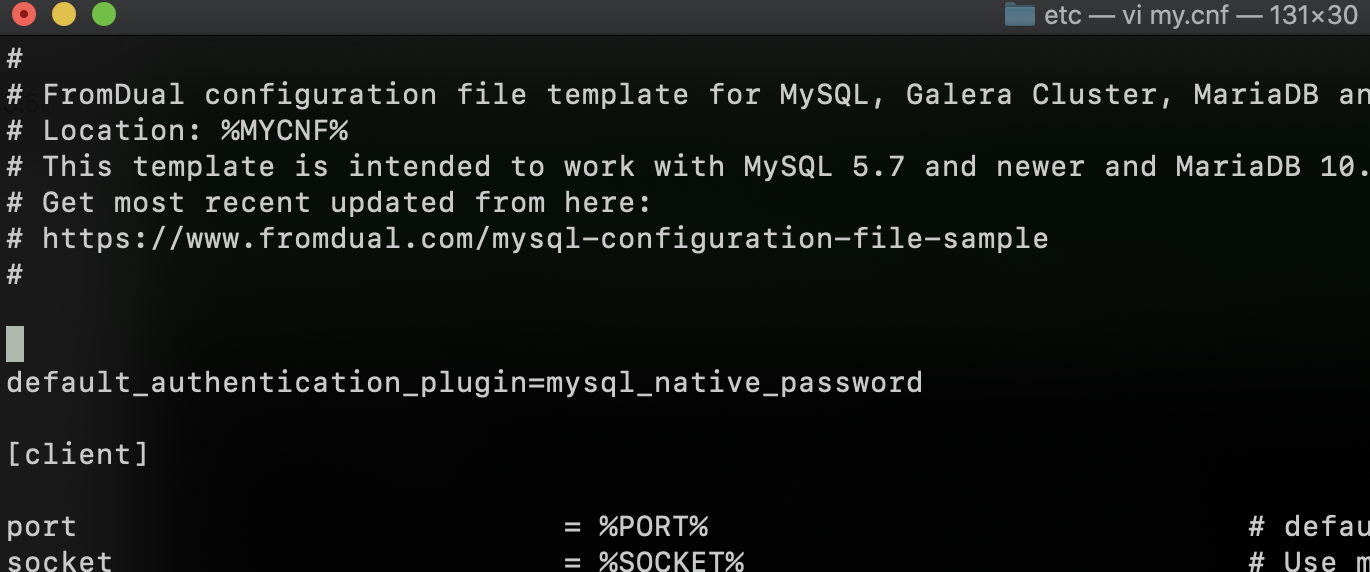 etc — vi my.cnf — 131×30
#
# FromDual configuration file template for MySQL, Galera Cluster, MariaDB an
# Location: %MYCNF%
# This template is intended to work with MySQL 5.7 and newer and MariaDB 10.
# Get most recent updated from here:
# https://www.fromdual.com/mysql-configuration-file-sample
#
default_authentication_plugin=mysql_native_password
[client]
port = %PORT% # defau
socket = %SOCKET% # Use m